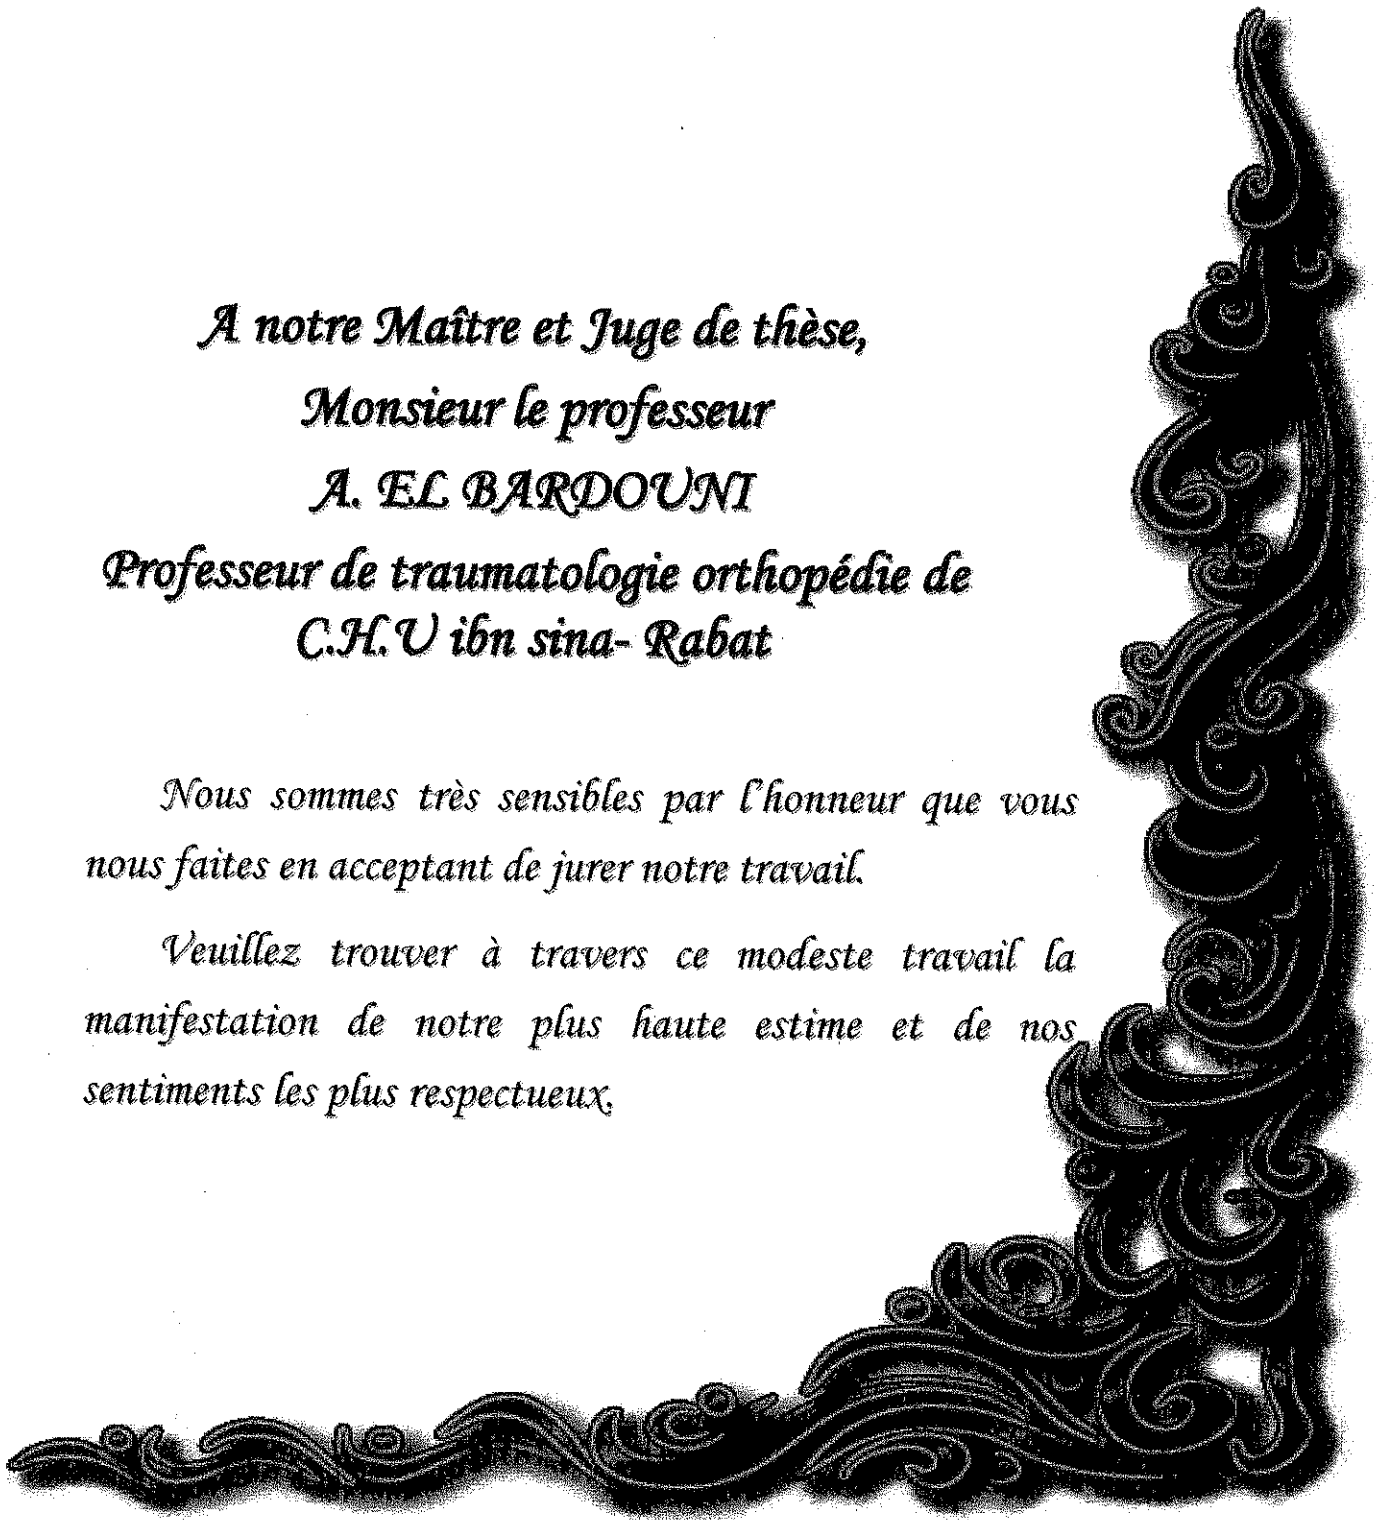 A notre Maître et Juge de thèse,
Monsieur le professeur
A. EL BARDOUNI
Professeur de traumatologie orthopédie de
C.H.U ibn sina- Rabat
Nous sommes très sensibles par l'honneur que vous
nous faites en acceptant de jurer notre travail.
Veuillez trouver à travers ce modeste travail la
manifestation de notre plus haute estime et de nos
sentiments les plus respectueux.